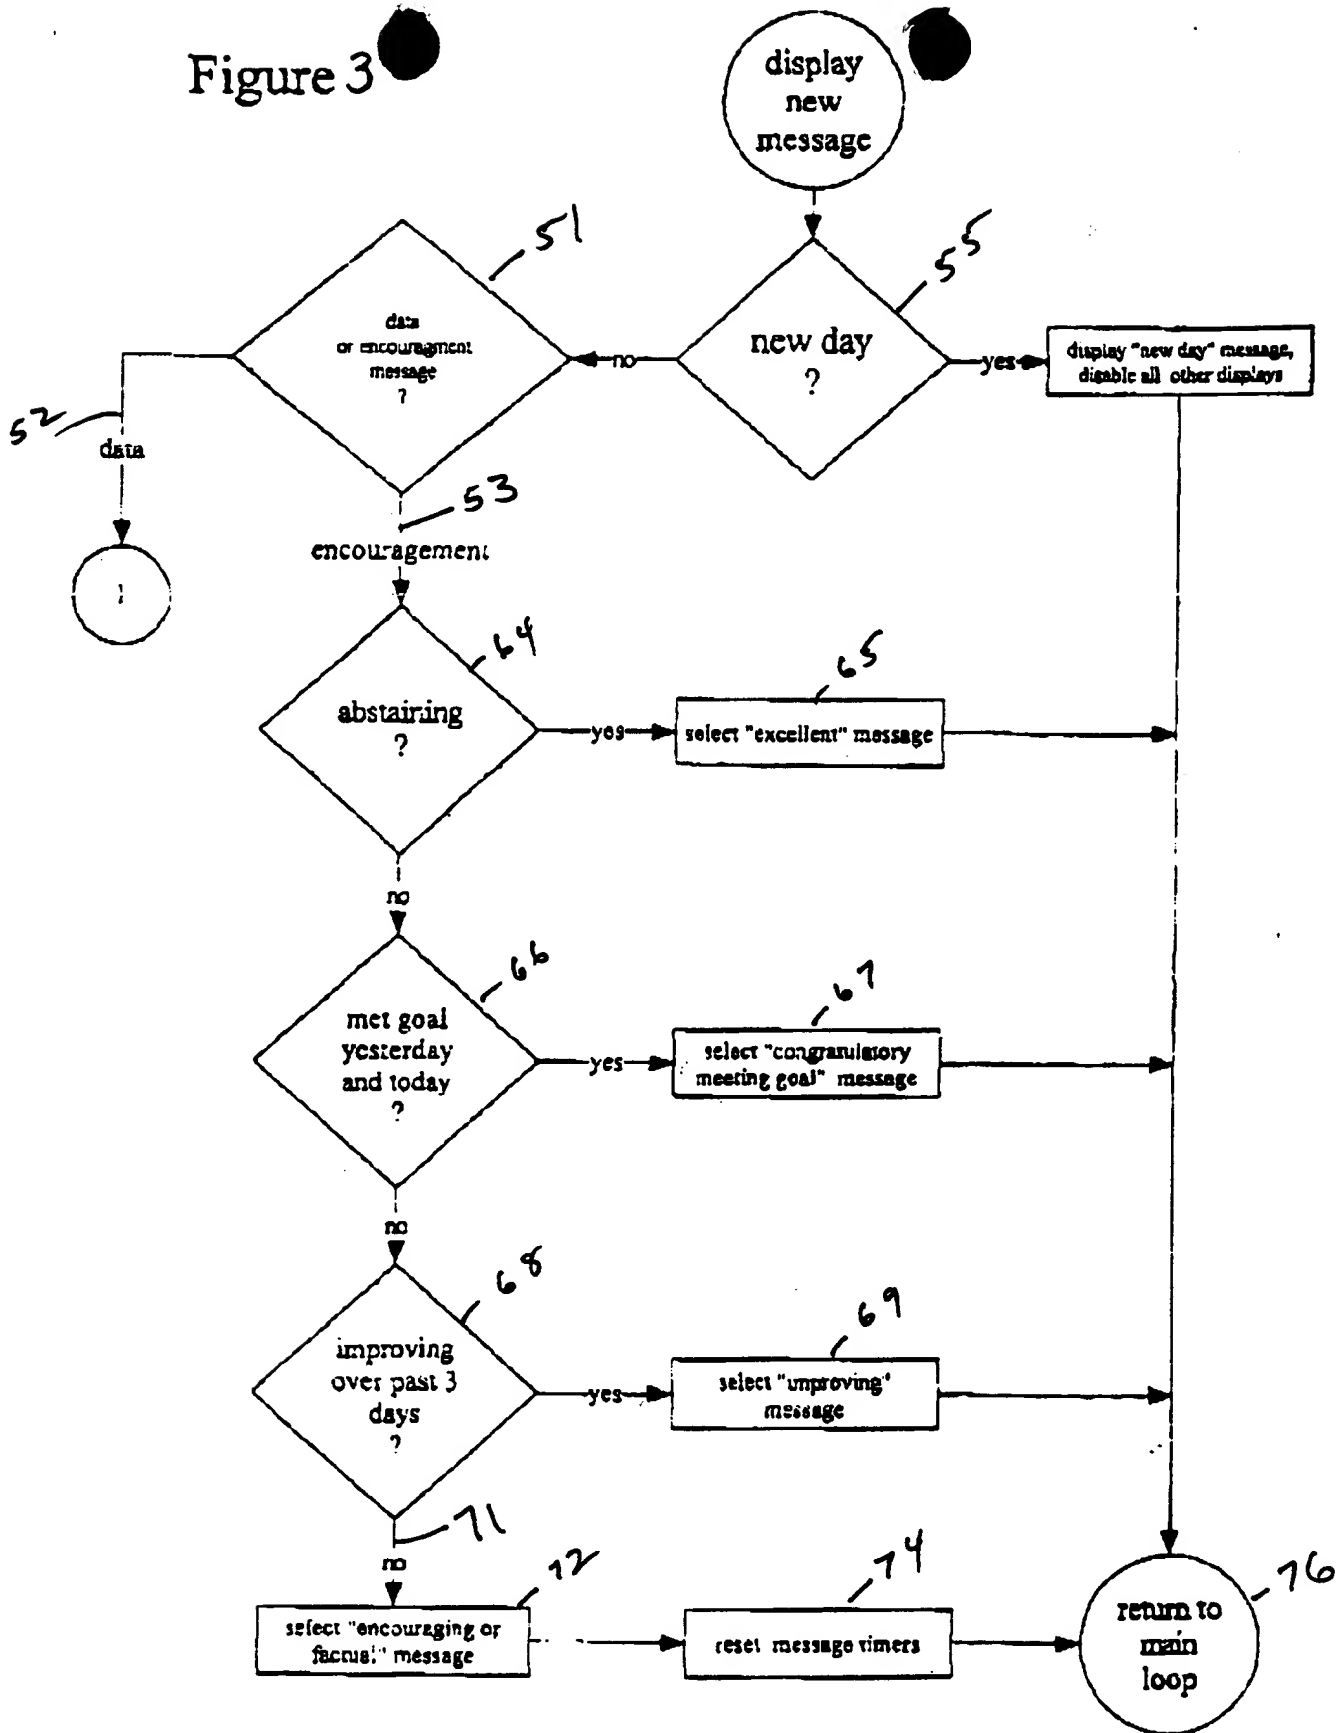 Figure 3
display
new
message
51
55
data
or encouragment
message
?
no
new day
?
yes
display "new day" message,
disable all other displays
52
data
53
encouragement
1
64
abstaining
?
yes
65
select "excellent" message
no
66
met goal
yesterday
and today
?
yes
67
select "congratulatory
meeting goal" message
no
68
improving
over past 3
days
?
yes
69
select "improving"
message
71
no
72
select "encouraging or
factual" message
74
reset message timers
76
return to
main
loop